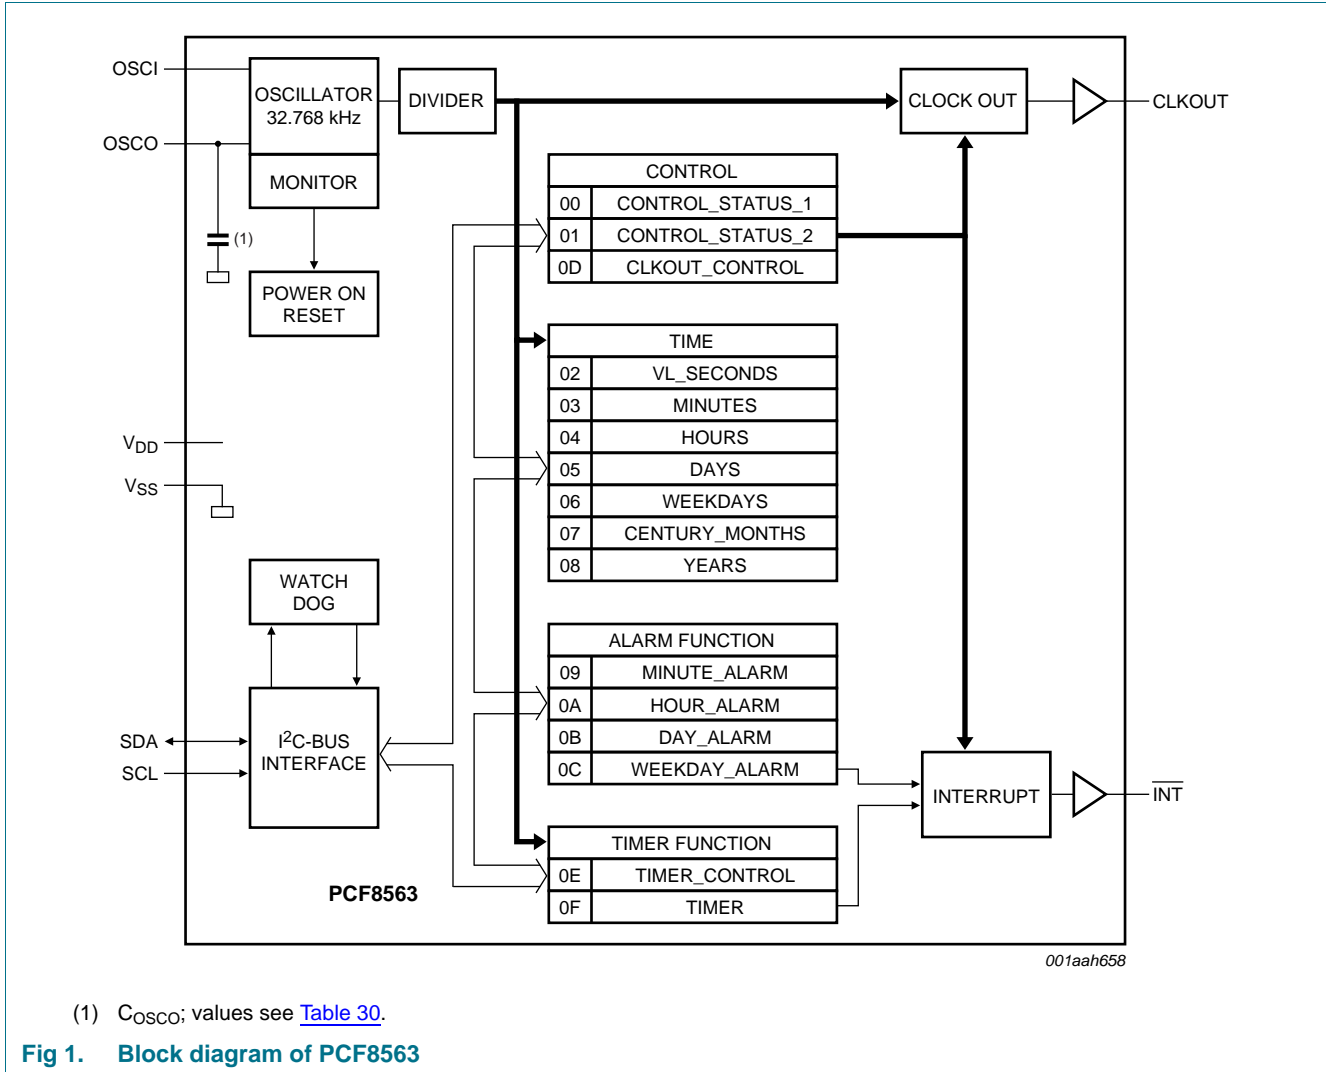 OSCI
OSCILLATOR
32.768 kHz
DIVIDER
CLOCK OUT
CLKOUT
OSCO
MONITOR
(1)
POWER ON
RESET
CONTROL
00 CONTROL_STATUS_1
01 CONTROL_STATUS_2
0D CLKOUT_CONTROL
TIME
02 VL_SECONDS
03 MINUTES
04 HOURS
05 DAYS
06 WEEKDAYS
07 CENTURY_MONTHS
08 YEARS
VDD
VSS
WATCH
DOG
ALARM FUNCTION
09 MINUTE_ALARM
0A HOUR_ALARM
0B DAY_ALARM
0C WEEKDAY_ALARM
SDA
SCL
I2C-BUS
INTERFACE
INTERRUPT
INT
TIMER FUNCTION
0E TIMER_CONTROL
0F TIMER
PCF8563
001aah658
(1) COSCO; values see Table 30.
Fig 1. Block diagram of PCF8563